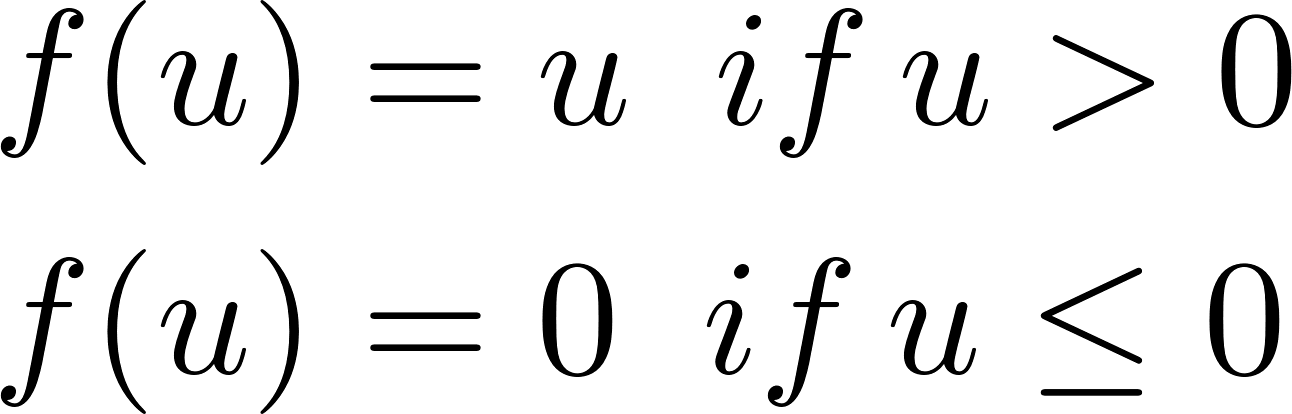 f(u) = u if u > 0
f(u) = 0 if u ≤ 0